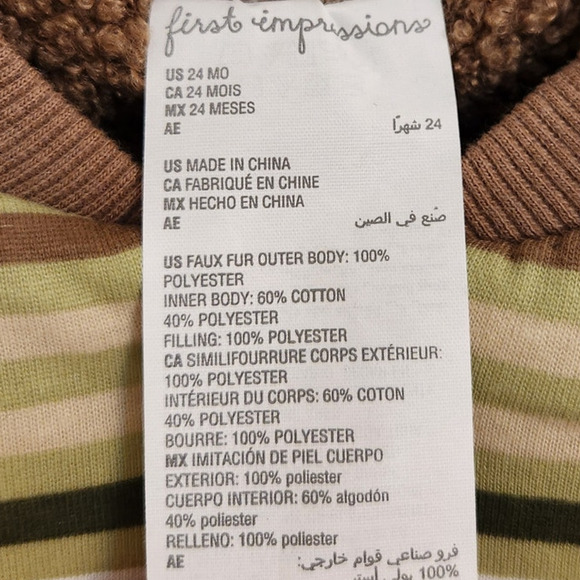 first impressions
US 24 MO
CA 24 MOIS
MX 24 MESES
AE 24 شهرًا
US MADE IN CHINA
CA FABRIQUÉ EN CHINE
MX HECHO EN CHINA
AE صُنع في الصين
US FAUX FUR OUTER BODY: 100%
POLYESTER
INNER BODY: 60% COTTON
40% POLYESTER
FILLING: 100% POLYESTER
CA SIMILIFOURRURE CORPS EXTÉRIEUR:
100% POLYESTER
INTÉRIEUR DU CORPS: 60% COTON
40% POLYESTER
BOURRE: 100% POLYESTER
MX IMITACIÓN DE PIEL CUERPO
EXTERIOR: 100% poliester
CUERPO INTERIOR: 60% algodón
40% poliester
RELLENO: 100% poliester
AE فرو صناعي قوام خارجي:
100% بولي أستر